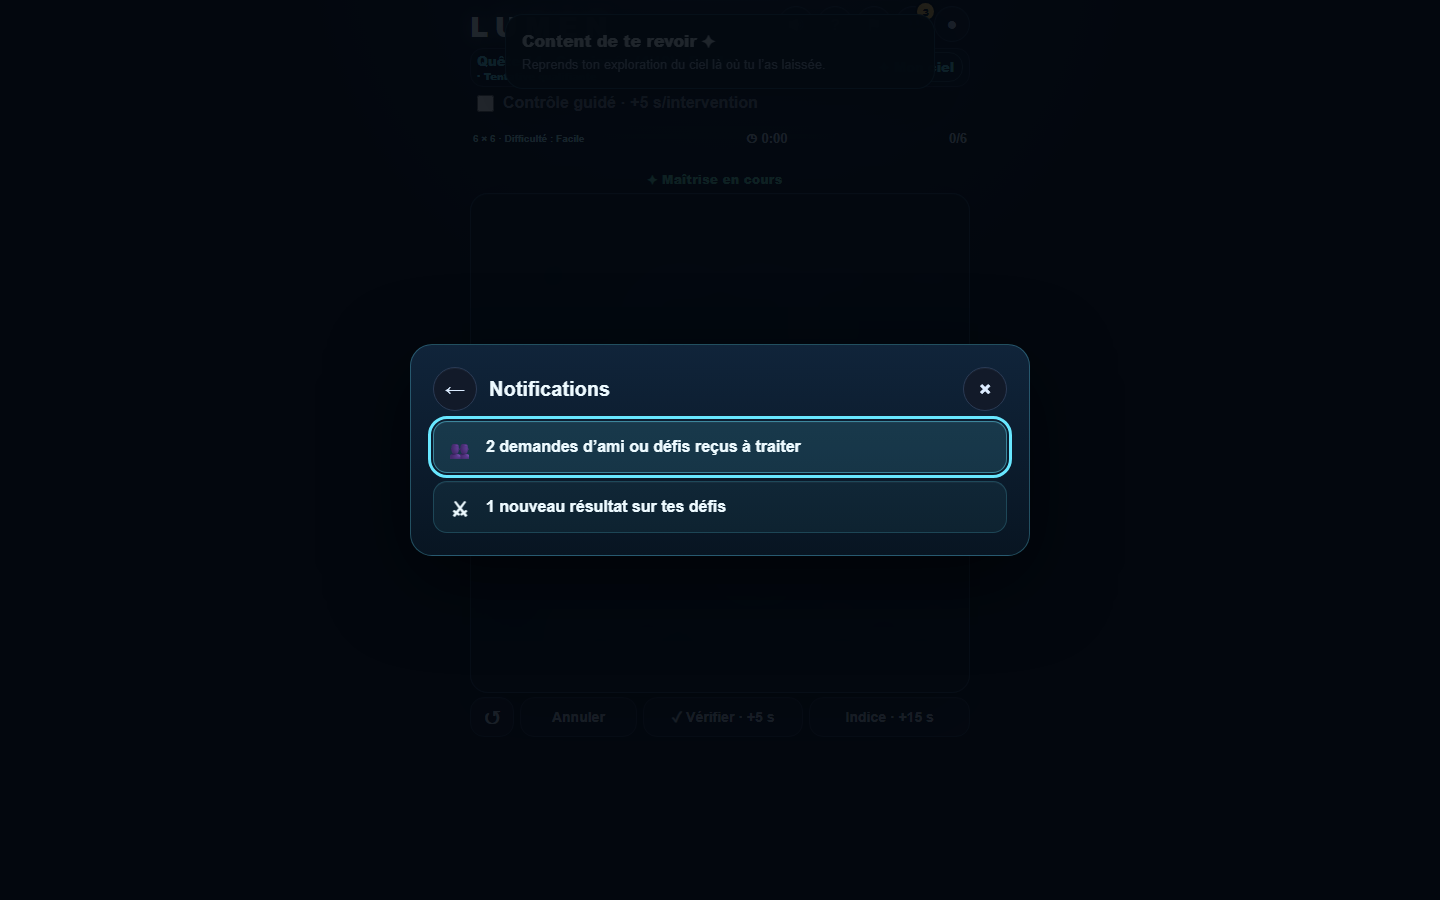 L U
Content de te revoir ✦
Quê
Reprends ton exploration du ciel là où tu l'as laissée.
iel
Contrôle guidé · +5 s/intervention
6 × 6 · Difficulté : Facile
0:00
0/6
✦ Maîtrise en cours
← Notifications ×
2 demandes d’ami ou défis reçus à traiter
1 nouveau résultat sur tes défis
↺ Annuler ✓ Vérifier · +5 s Indice · +15 s